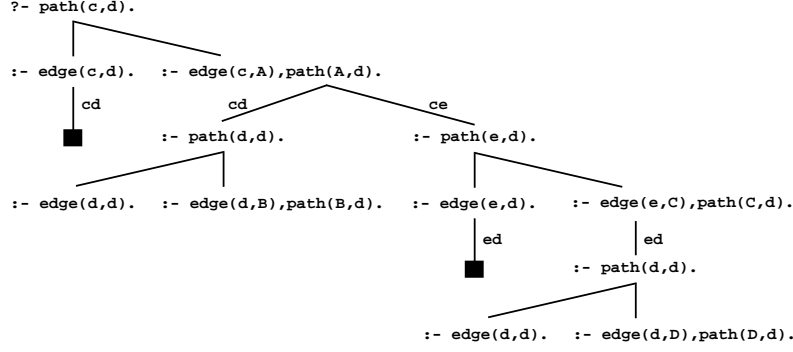 ?- path(c,d).
:- edge(c,d). :- edge(c,A),path(A,d).
cd
cd ce
:- path(d,d). :- path(e,d).
:- edge(d,d). :- edge(d,B),path(B,d). :- edge(e,d). :- edge(e,C),path(C,d).
ed ed
:- path(d,d).
:- edge(d,d). :- edge(d,D),path(D,d).